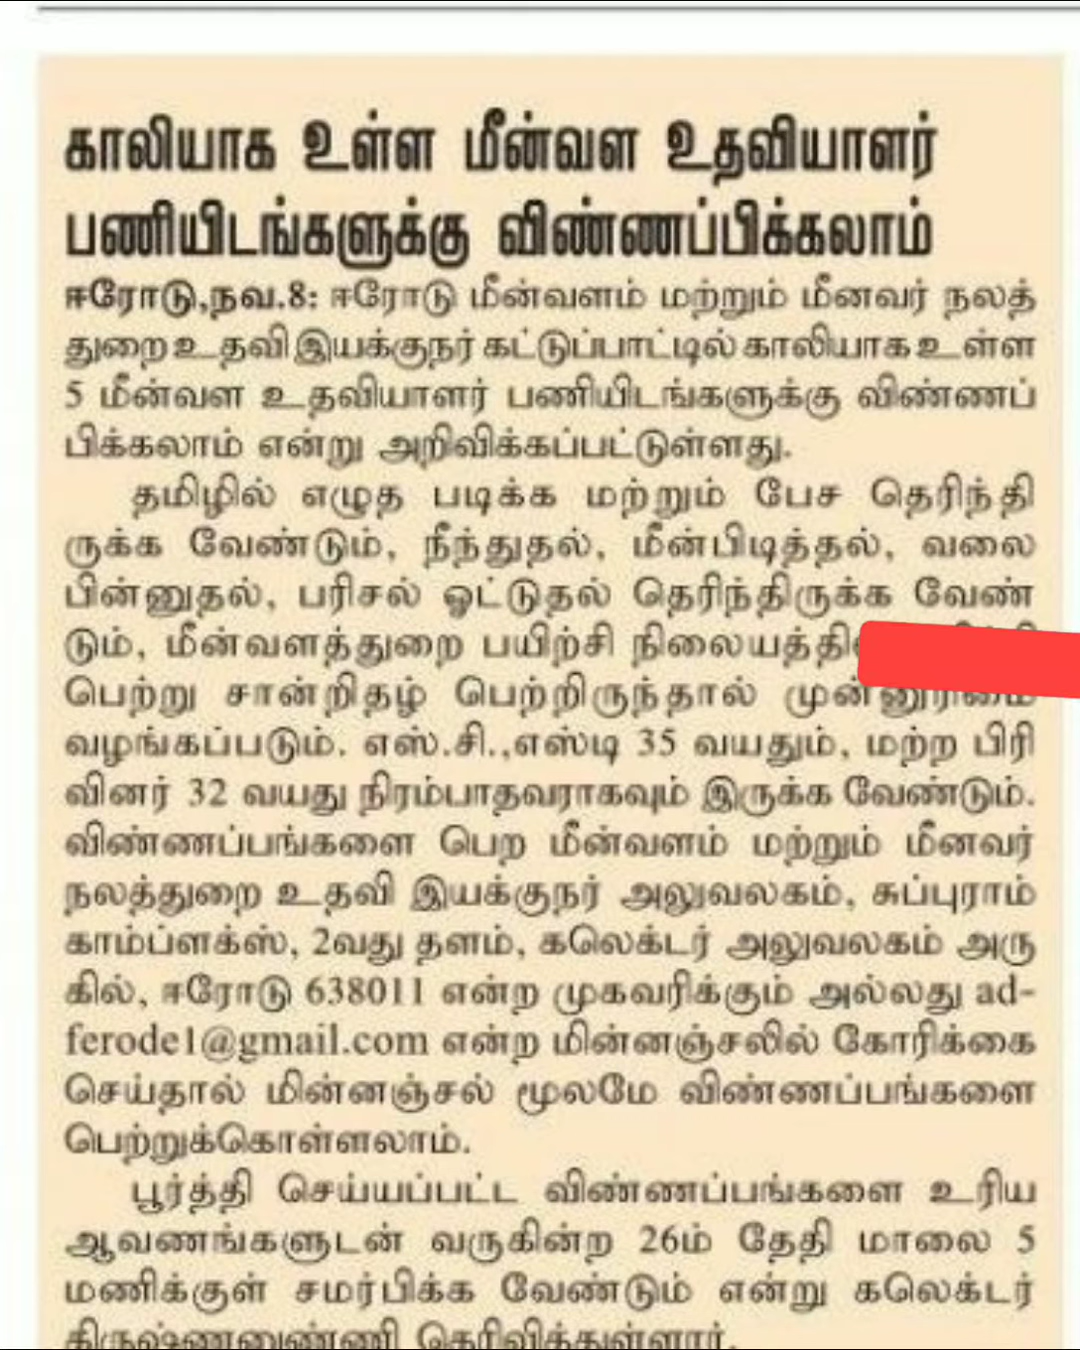 காலியாக உள்ள மீன்வள உதவியாளர்
பணியிடங்களுக்கு விண்ணப்பிக்கலாம்
ஈரோடு,நவ.8: ஈரோடு மீன்வளம் மற்றும் மீனவர் நலத்
துறை உதவி இயக்குநர் கட்டுப்பாட்டில் காலியாக உள்ள
5 மீன்வள உதவியாளர் பணியிடங்களுக்கு விண்ணப்
பிக்கலாம் என்று அறிவிக்கப்பட்டுள்ளது.
தமிழில் எழுத படிக்க மற்றும் பேச தெரிந்தி
ருக்க வேண்டும், நீந்துதல், மீன்பிடித்தல், வலை
பின்னுதல், பரிசல் ஓட்டுதல் தெரிந்திருக்க வேண்
டும், மீன்வளத்துறை பயிற்சி
பெற்று சான்றிதழ் பெற்றிருந்தால் முன்னுரிமை
வழங்கப்படும். எஸ்.சி.,எஸ்டி 35 வயதும், மற்ற பிரி
வினர் 32 வயது நிரம்பாதவராகவும் இருக்க வேண்டும்.
விண்ணப்பங்களை பெற மீன்வளம் மற்றும் மீனவர்
நலத்துறை உதவி இயக்குநர் அலுவலகம், சுப்புராம்
காம்ப்ளக்ஸ், 2வது தளம், கலெக்டர் அலுவலகம் அரு
கில், ஈரோடு 638011 என்ற முகவரிக்கும் அல்லது ad-
ferode1@gmail.com என்ற மின்னஞ்சலில் கோரிக்கை
செய்தால் மின்னஞ்சல் மூலமே விண்ணப்பங்களை
பெற்றுக்கொள்ளலாம்.
பூர்த்தி செய்யப்பட்ட விண்ணப்பங்களை உரிய
ஆவணங்களுடன் வருகின்ற 26ம் தேதி மாலை 5
மணிக்குள் சமர்பிக்க வேண்டும் என்று கலெக்டர்
கிருஷ்ணனுண்ணி தெரிவித்துள்ளார்.